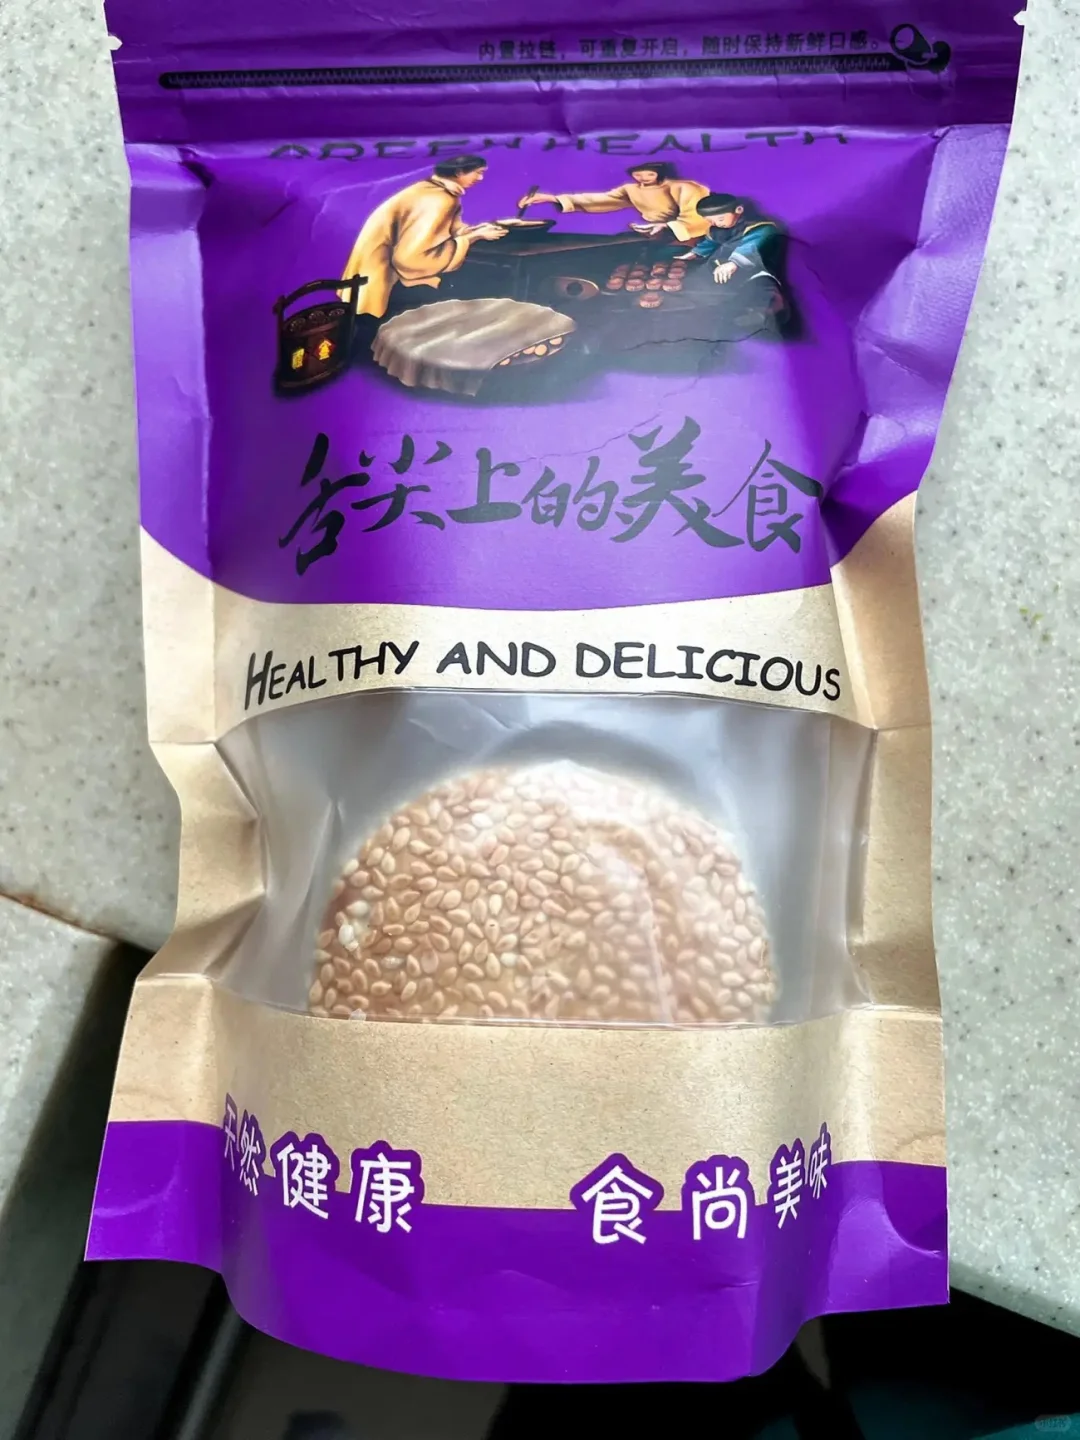 内置拉链，可重复开启，随时保持新鲜口感。
GREEN HEALTH
舌尖上的美食
HEALTHY AND DELICIOUS
天然健康 食尚美味